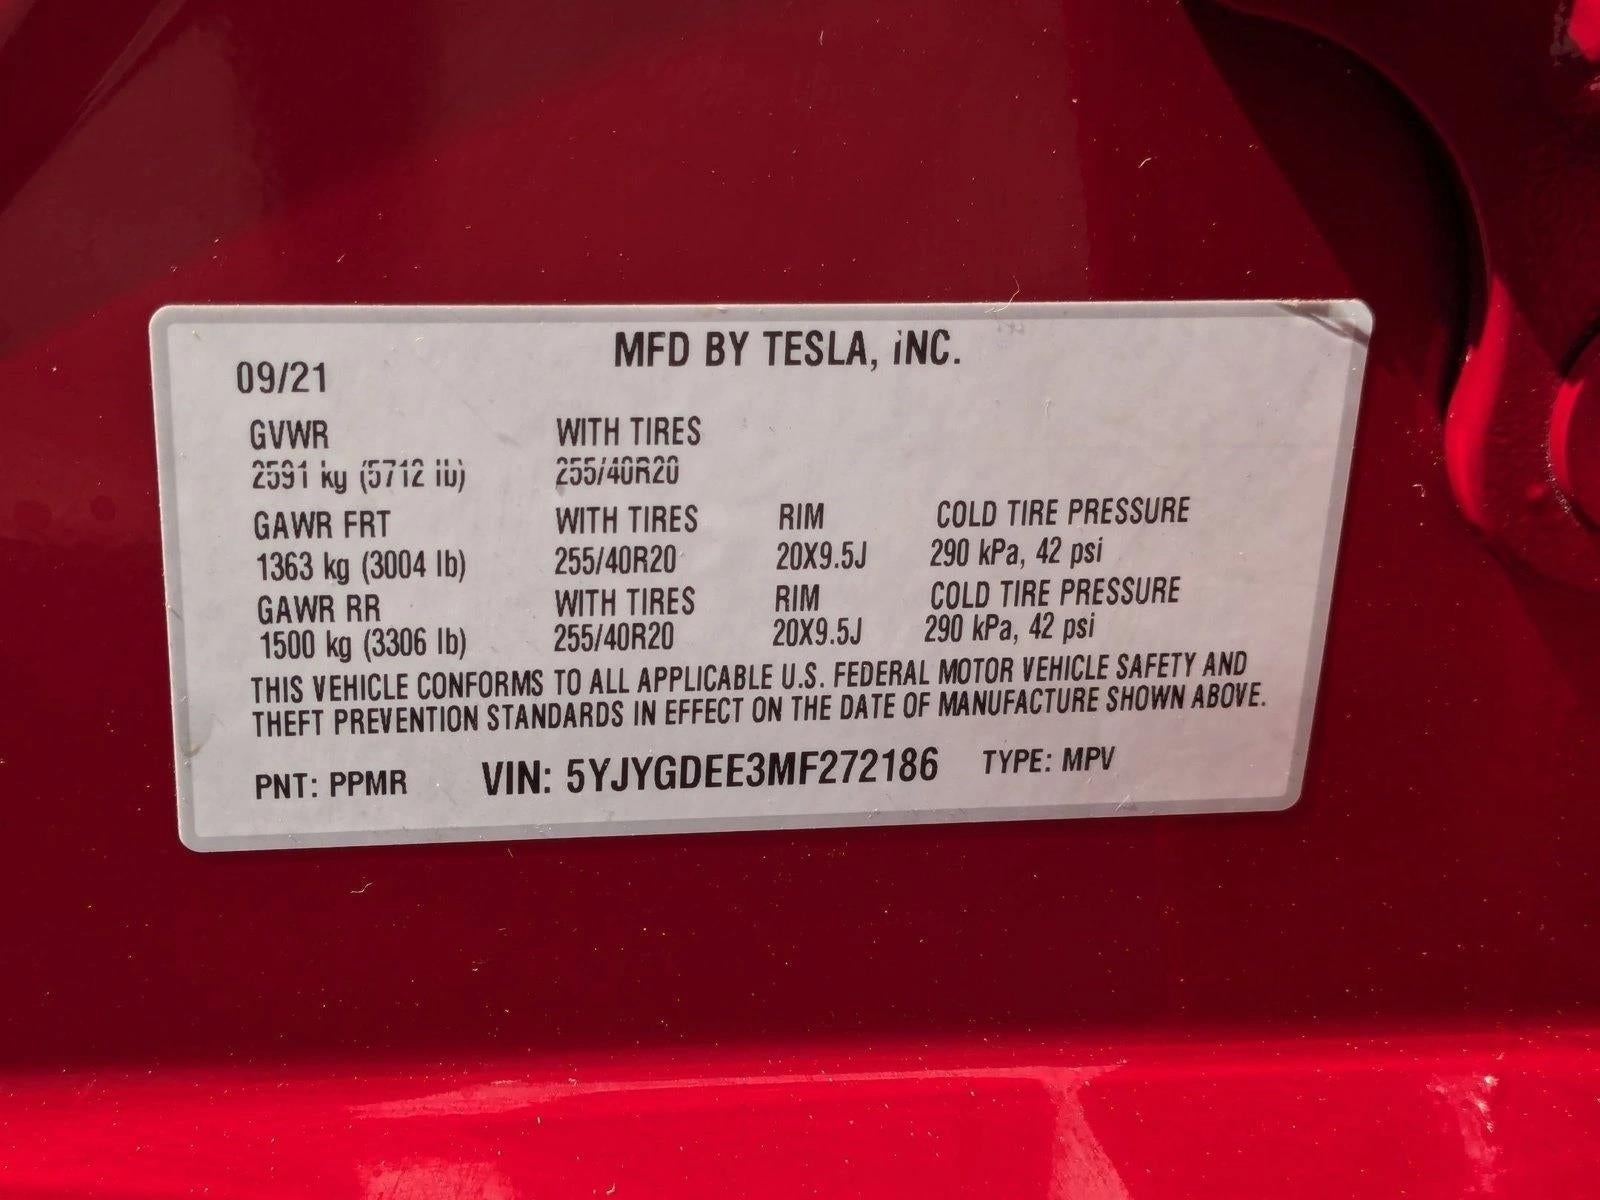 MFD BY TESLA, INC.
09/21
GVWR WITH TIRES
2591 kg (5712 lb) 255/40R20
GAWR FRT WITH TIRES RIM COLD TIRE PRESSURE
1363 kg (3004 lb) 255/40R20 20X9.5J 290 kPa, 42 psi
GAWR RR WITH TIRES RIM COLD TIRE PRESSURE
1500 kg (3306 lb) 255/40R20 20X9.5J 290 kPa, 42 psi
THIS VEHICLE CONFORMS TO ALL APPLICABLE U.S. FEDERAL MOTOR VEHICLE SAFETY AND
THEFT PREVENTION STANDARDS IN EFFECT ON THE DATE OF MANUFACTURE SHOWN ABOVE.
PNT: PPMR VIN: 5YJYGDEE3MF272186 TYPE: MPV